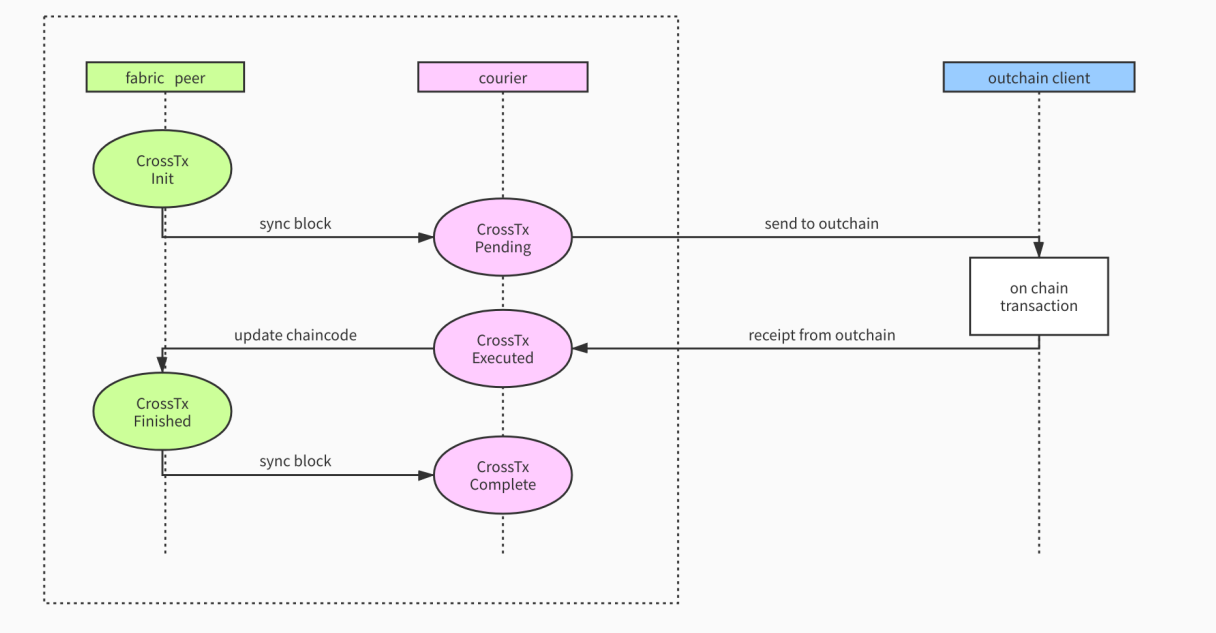 fabric peer
courier
outchain client
CrossTx
Init
sync block
CrossTx
Pending
send to outchain
on chain
transaction
update chaincode
CrossTx
Executed
receipt from outchain
CrossTx
Finished
sync block
CrossTx
Complete